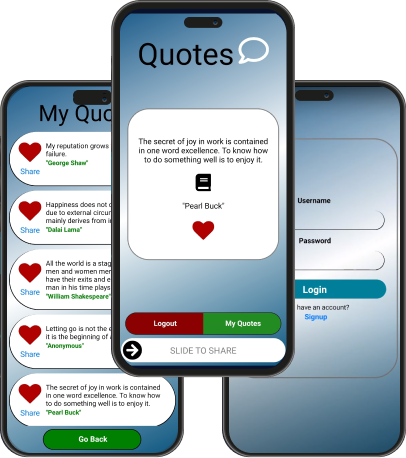 Quotes
The secret of joy in work is contained
in one word excellence. To know how
to do something well is to enjoy it.
"Pearl Buck"
Logout
My Quotes
SLIDE TO SHARE
My Quo
My reputation grows
failure.
"George Shaw"
Share
Happiness does not
due to external circum
mainly derives from in
"Dalai Lama"
Share
All the world is a stag
men and women mer
have their exits and e
man in his time plays
"William Shakespeare"
Share
Letting go is not the e
it is the beginning of a
"Anonymous"
Share
The secret of joy in work is contained
in one word excellence. To know how
to do something well is to enjoy it.
"Pearl Buck"
Share
Go Back
Username
Password
Login
have an account?
Signup